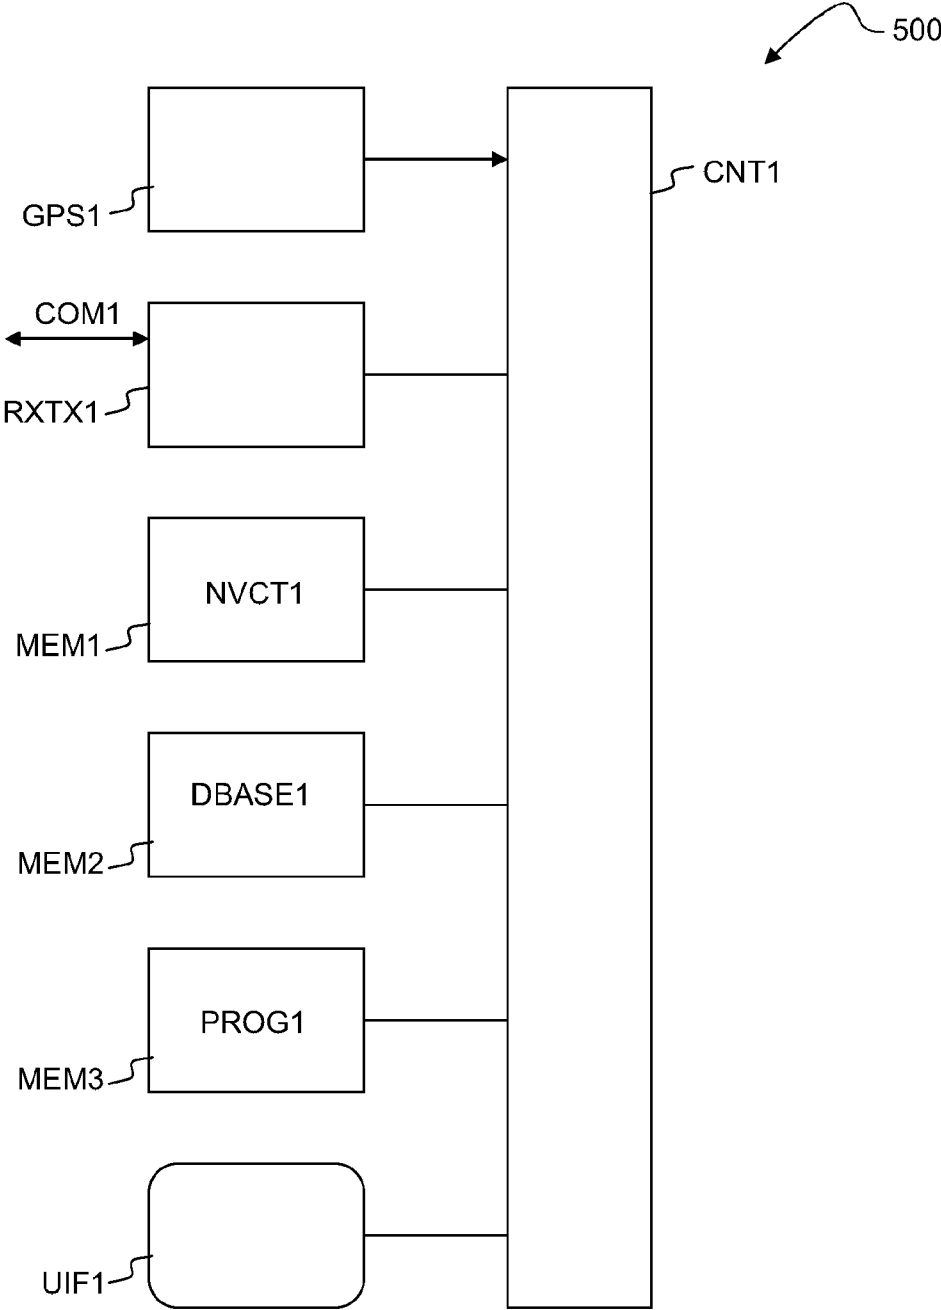 500
CNT1
GPS1
COM1
RXTX1
NVCT1
MEM1
DBASE1
MEM2
PROG1
MEM3
UIF1